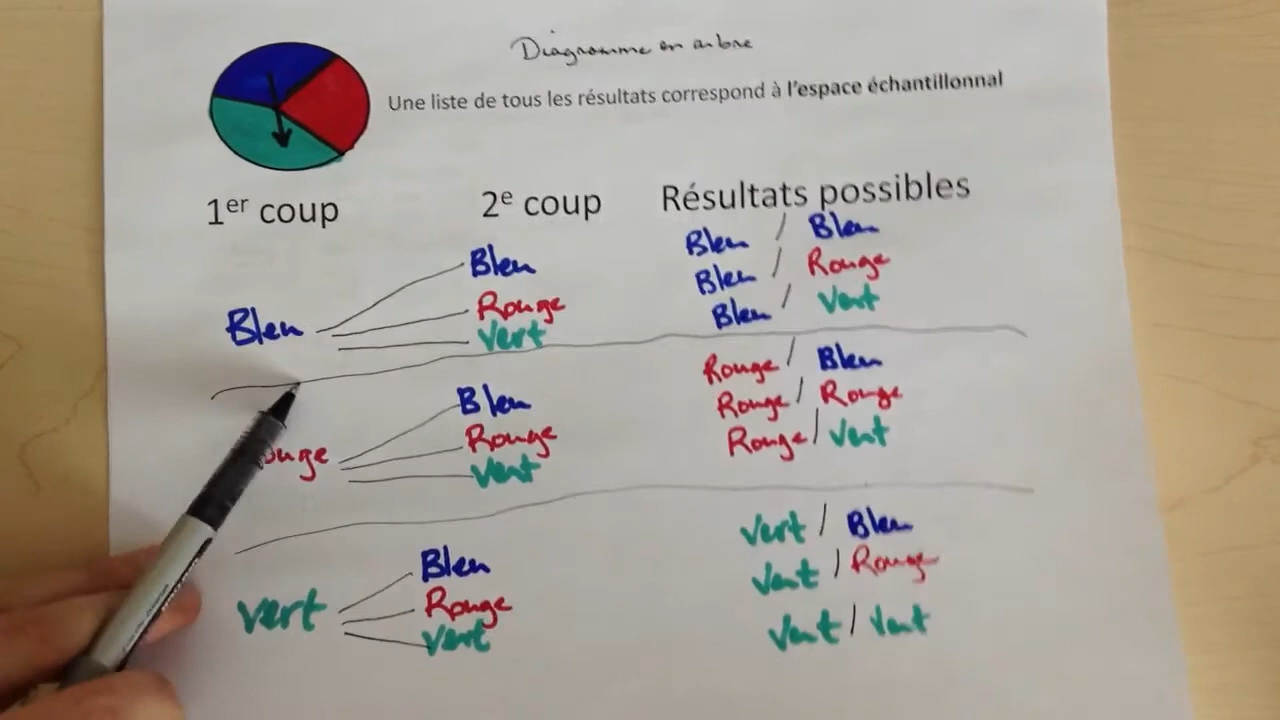 Diagramme en arbre
Une liste de tous les résultats correspond à l'espace échantillonnal
1er coup 2e coup Résultats possibles
Bleu / Bleu
Bleu / Rouge
Bleu / Vert
Bleu
Bleu
Rouge
Vert
Rouge / Bleu
Rouge / Rouge
Rouge / Vert
ouge
Bleu
Rouge
Vert
Vert / Bleu
Vert / Rouge
Vert / Vert
Vert
Bleu
Rouge
Vert